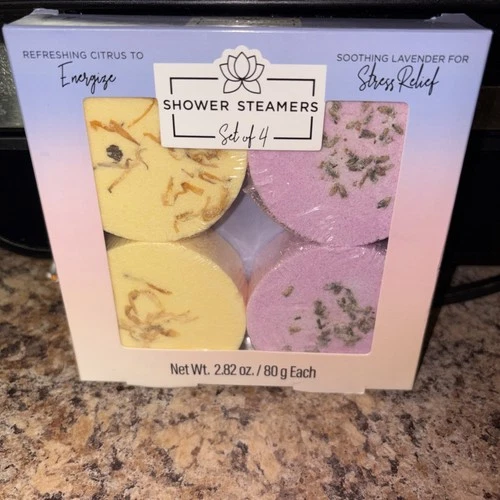 REFRESHING CITRUS TO
Energize
SOOTHING LAVENDER FOR
Stress Relief
SHOWER STEAMERS
Set of 4
Net Wt. 2.82 oz. / 80 g Each